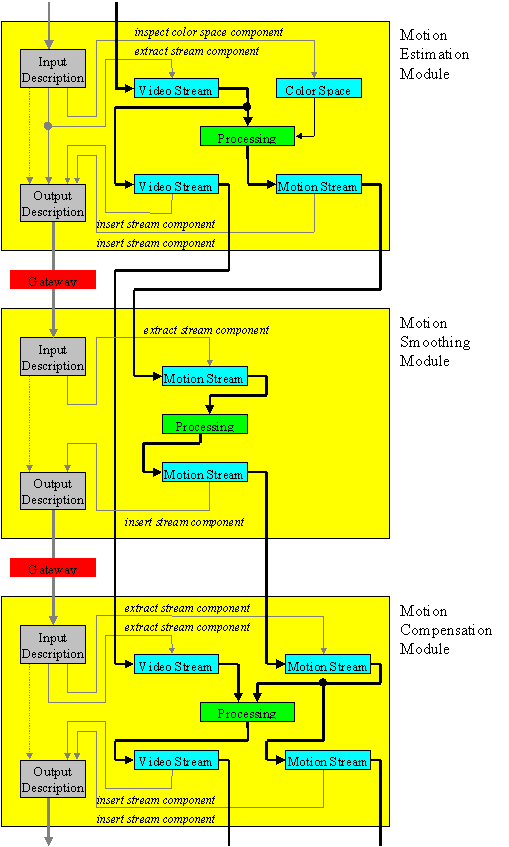 inspect color space component
extract stream component
Motion
Estimation
Module
Input
Description
Video Stream
Color Space
Processing
Output
Description
Video Stream
Motion Stream
insert stream component
insert stream component
Gateway
Motion
Smoothing
Module
extract stream component
Input
Description
Motion Stream
Processing
Output
Description
Motion Stream
insert stream component
Gateway
Motion
Compensation
Module
extract stream component
extract stream component
Input
Description
Video Stream
Motion Stream
Processing
Output
Description
Video Stream
Motion Stream
insert stream component
insert stream component